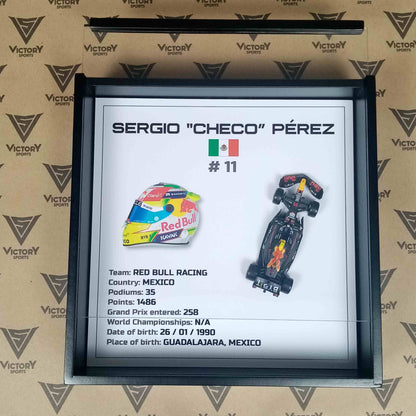 VICTORY
SPORTS
SERGIO "CHECO” PÉREZ
# 11
Red Bull
Team: RED BULL RACING
Country: MEXICO
Podiums: 35
Points: 1486
Grand Prix entered: 258
World Championships: N/A
Date of birth: 26 / 01 / 1990
Place of birth: GUADALAJARA, MEXICO